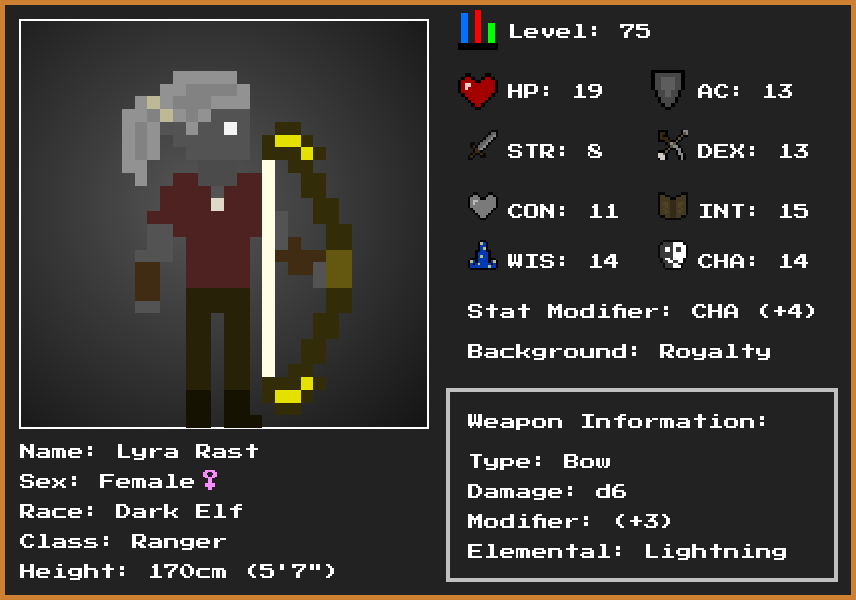 Level: 75
HP: 19
AC: 13
STR: 8
DEX: 13
CON: 11
INT: 15
WIS: 14
CHA: 14
Stat Modifier: CHA (+4)
Background: Royalty
Weapon Information:
Type: Bow
Damage: d6
Modifier: (+3)
Elemental: Lightning
Name: Lyra Rast
Sex: Female♀
Race: Dark Elf
Class: Ranger
Height: 170cm (5'7")